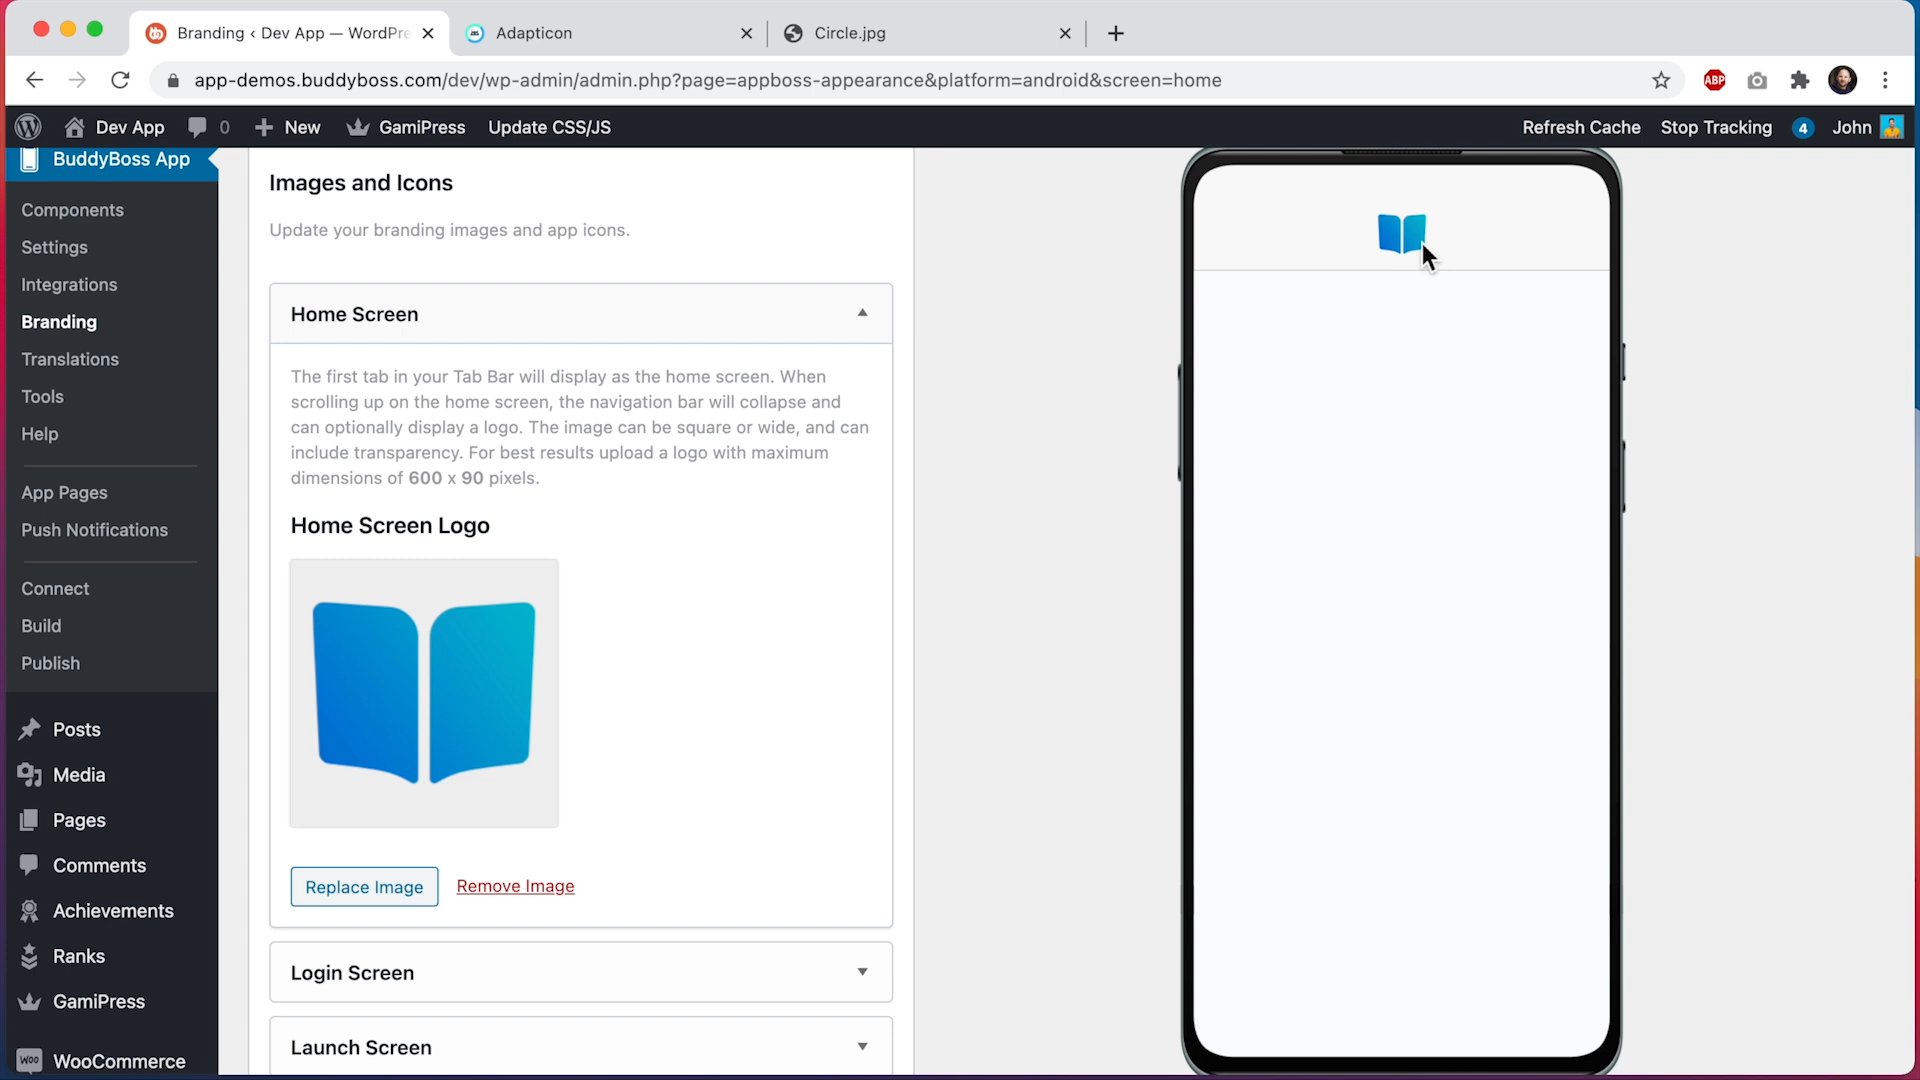 Branding ‹ Dev App — WordPre
Adapticon
Circle.jpg
app-demos.buddyboss.com/dev/wp-admin/admin.php?page=appboss-appearance&platform=android&screen=home
ABP
Dev App
0
New
GamiPress
Update CSS/JS
Refresh Cache
Stop Tracking
4
John
BuddyBoss App
Components
Settings
Integrations
Branding
Translations
Tools
Help
App Pages
Push Notifications
Connect
Build
Publish
Posts
Media
Pages
Comments
Achievements
Ranks
GamiPress
Woo
WooCommerce
Images and Icons
Update your branding images and app icons.
Home Screen
The first tab in your Tab Bar will display as the home screen. When
scrolling up on the home screen, the navigation bar will collapse and
can optionally display a logo. The image can be square or wide, and can
include transparency. For best results upload a logo with maximum
dimensions of 600 x 90 pixels.
Home Screen Logo
Replace Image
Remove Image
Login Screen
Launch Screen